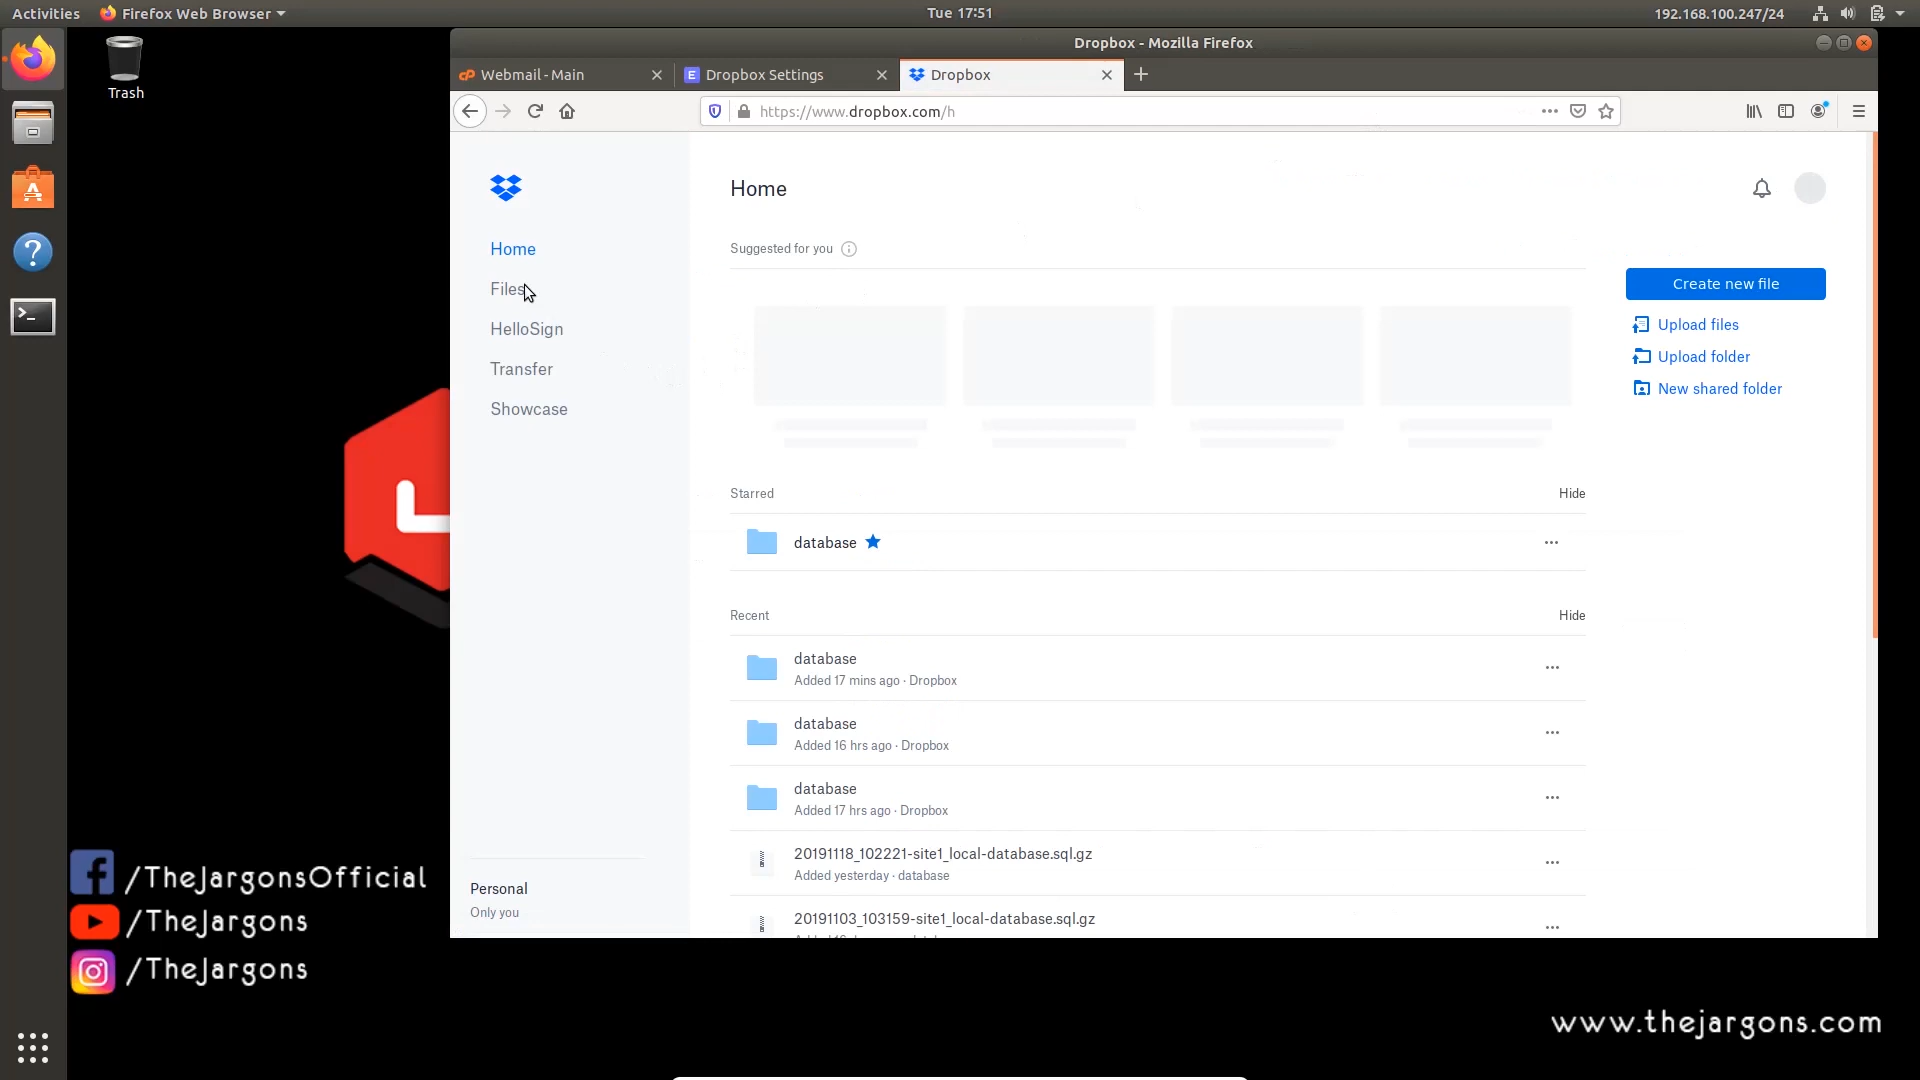 Activities
Firefox Web Browser
Tue 17:51
192.168.100.247/24
Trash
Dropbox - Mozilla Firefox
Webmail - Main
Dropbox Settings
Dropbox
https://www.dropbox.com/h
Home
Files
HelloSign
Transfer
Showcase
Personal
Only you
Home
Suggested for you
Create new file
Upload files
Upload folder
New shared folder
Starred
Hide
database
Recent
Hide
database
Added 17 mins ago · Dropbox
database
Added 16 hrs ago · Dropbox
database
Added 17 hrs ago · Dropbox
20191118_102221-site1_local-database.sql.gz
Added yesterday · database
20191103_103159-site1_local-database.sql.gz
/TheJargonsOfficial
/TheJargons
/TheJargons
www.thejargons.com